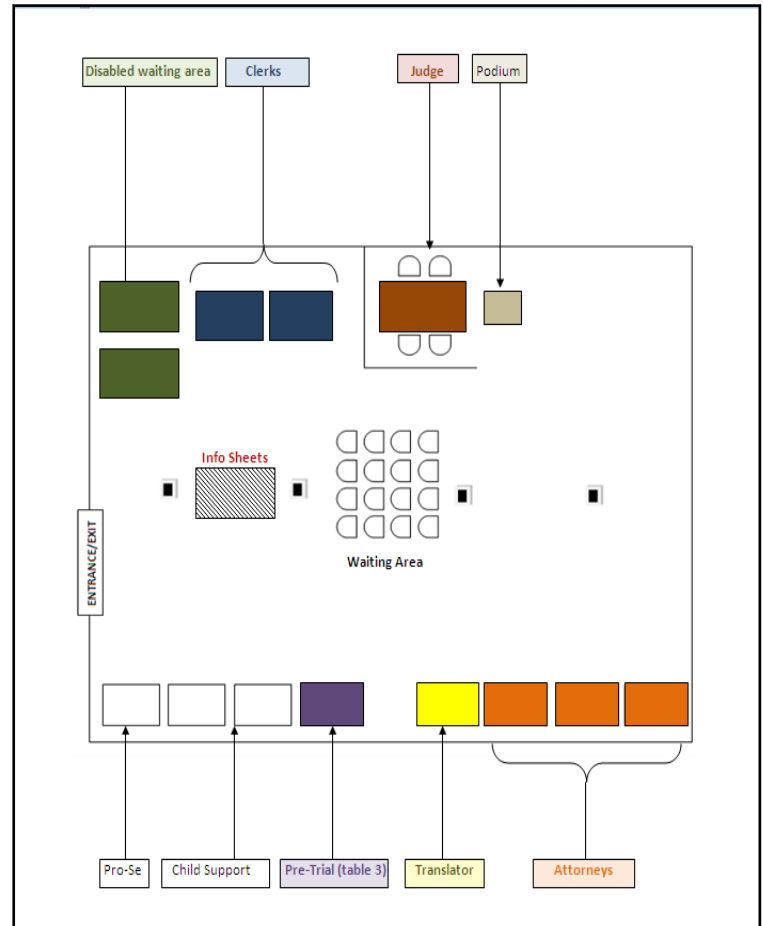 Disabled waiting area
Clerks
Judge
Podium
Info Sheets
ENTRANCE/EXIT
Waiting Area
Pro-Se
Child Support
Pre-Trial (table 3)
Translator
Attorneys